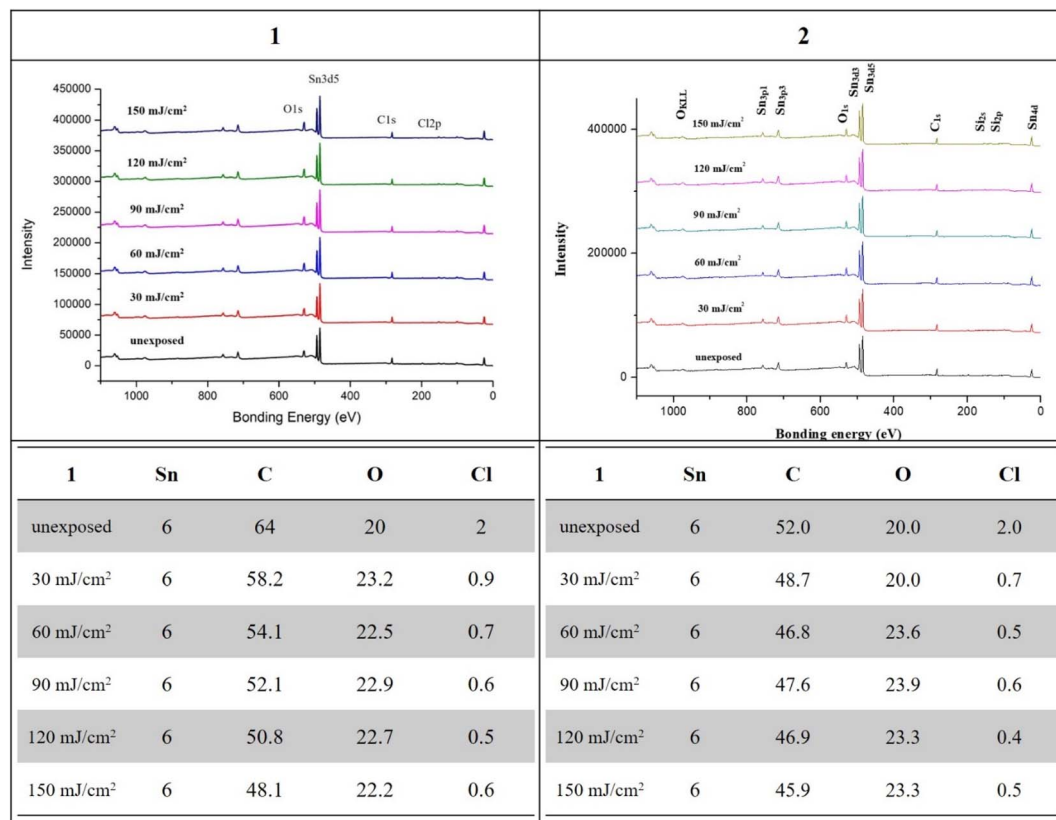 1
2
Sn3d5
O1s
C1s
Cl2p
450000
400000
350000
300000
250000
200000
150000
100000
50000
0
Intensity
150 mJ/cm²
120 mJ/cm²
90 mJ/cm²
60 mJ/cm²
30 mJ/cm²
unexposed
1000 800 600 400 200 0
Bonding Energy (eV)
OKLL
Sn3p1
Sn3p3
O1s
Sn3d3
Sn3d5
C1s
Si2s
Si2p
Sn4d
400000
200000
0
Intensity
150 mJ/cm²
120 mJ/cm²
90 mJ/cm²
60 mJ/cm²
30 mJ/cm²
unexposed
1000 800 600 400 200 0
Bonding energy (eV)
1 Sn C O Cl
unexposed 6 64 20 2
30 mJ/cm² 6 58.2 23.2 0.9
60 mJ/cm² 6 54.1 22.5 0.7
90 mJ/cm² 6 52.1 22.9 0.6
120 mJ/cm² 6 50.8 22.7 0.5
150 mJ/cm² 6 48.1 22.2 0.6
1 Sn C O Cl
unexposed 6 52.0 20.0 2.0
30 mJ/cm² 6 48.7 20.0 0.7
60 mJ/cm² 6 46.8 23.6 0.5
90 mJ/cm² 6 47.6 23.9 0.6
120 mJ/cm² 6 46.9 23.3 0.4
150 mJ/cm² 6 45.9 23.3 0.5